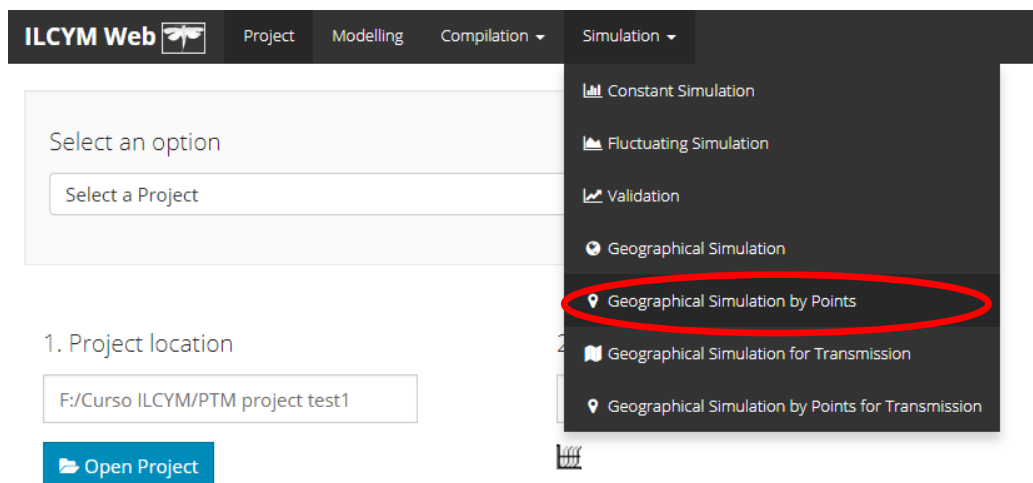 ILCYM Web Project Modelling Compilation Simulation
Constant Simulation
Select an option
Fluctuating Simulation
Select a Project
Validation
Geographical Simulation
Geographical Simulation by Points
1. Project location
2
Geographical Simulation for Transmission
F:/Curso ILCYM/PTM project test1
Geographical Simulation by Points for Transmission
Open Project